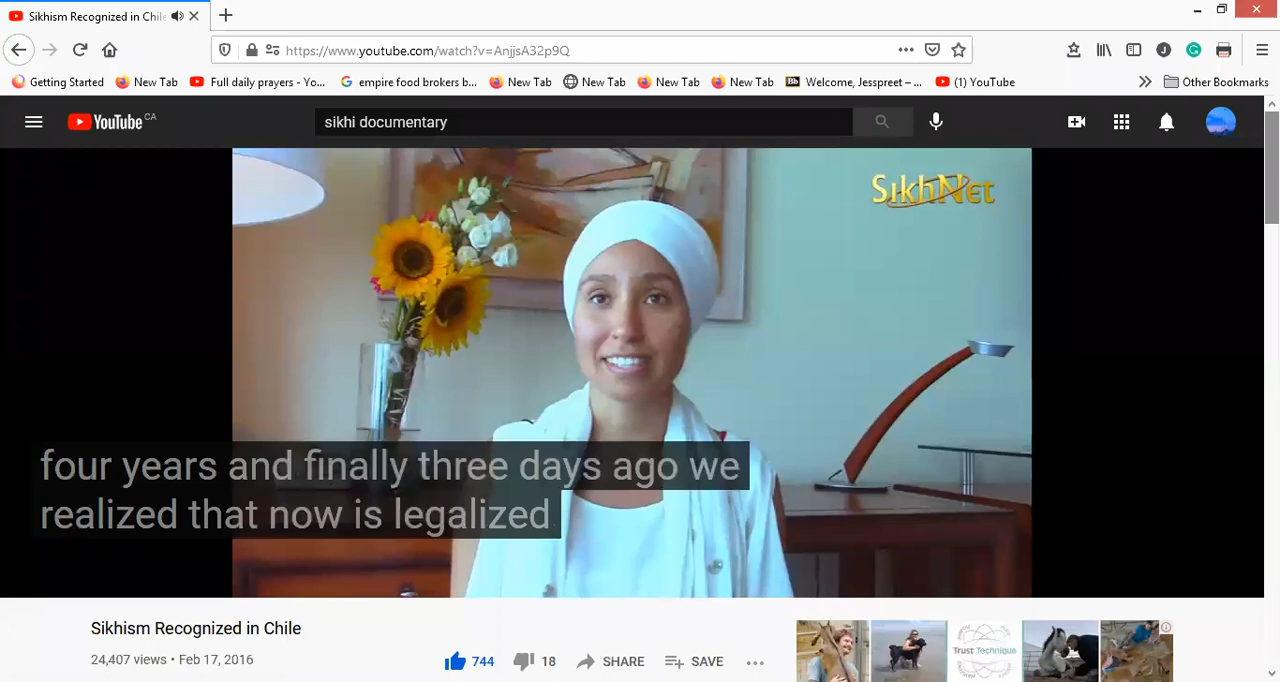 Sikhism Recognized in Chile
https://www.youtube.com/watch?v=AnjjsA32p9Q
Getting Started New Tab Full daily prayers - Yo... empire food brokers b... New Tab New Tab New Tab New Tab Bb Welcome, Jesspreet – ... (1) YouTube Other Bookmarks
YouTube CA sikhi documentary
SikhNet
four years and finally three days ago we
realized that now is legalized
Sikhism Recognized in Chile
24,407 views • Feb 17, 2016
744 18 SHARE SAVE
Trust Technique